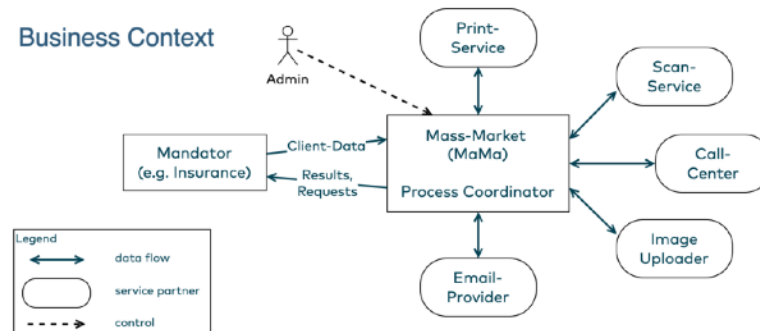 Business Context
Admin
Print-
Service
Scan-
Service
Mandator
(e.g. Insurance)
Client-Data
Results,
Requests
Mass-Market
(MaMa)
Process Coordinator
Call-
Center
Image
Uploader
Email-
Provider
Legend
data flow
service partner
control